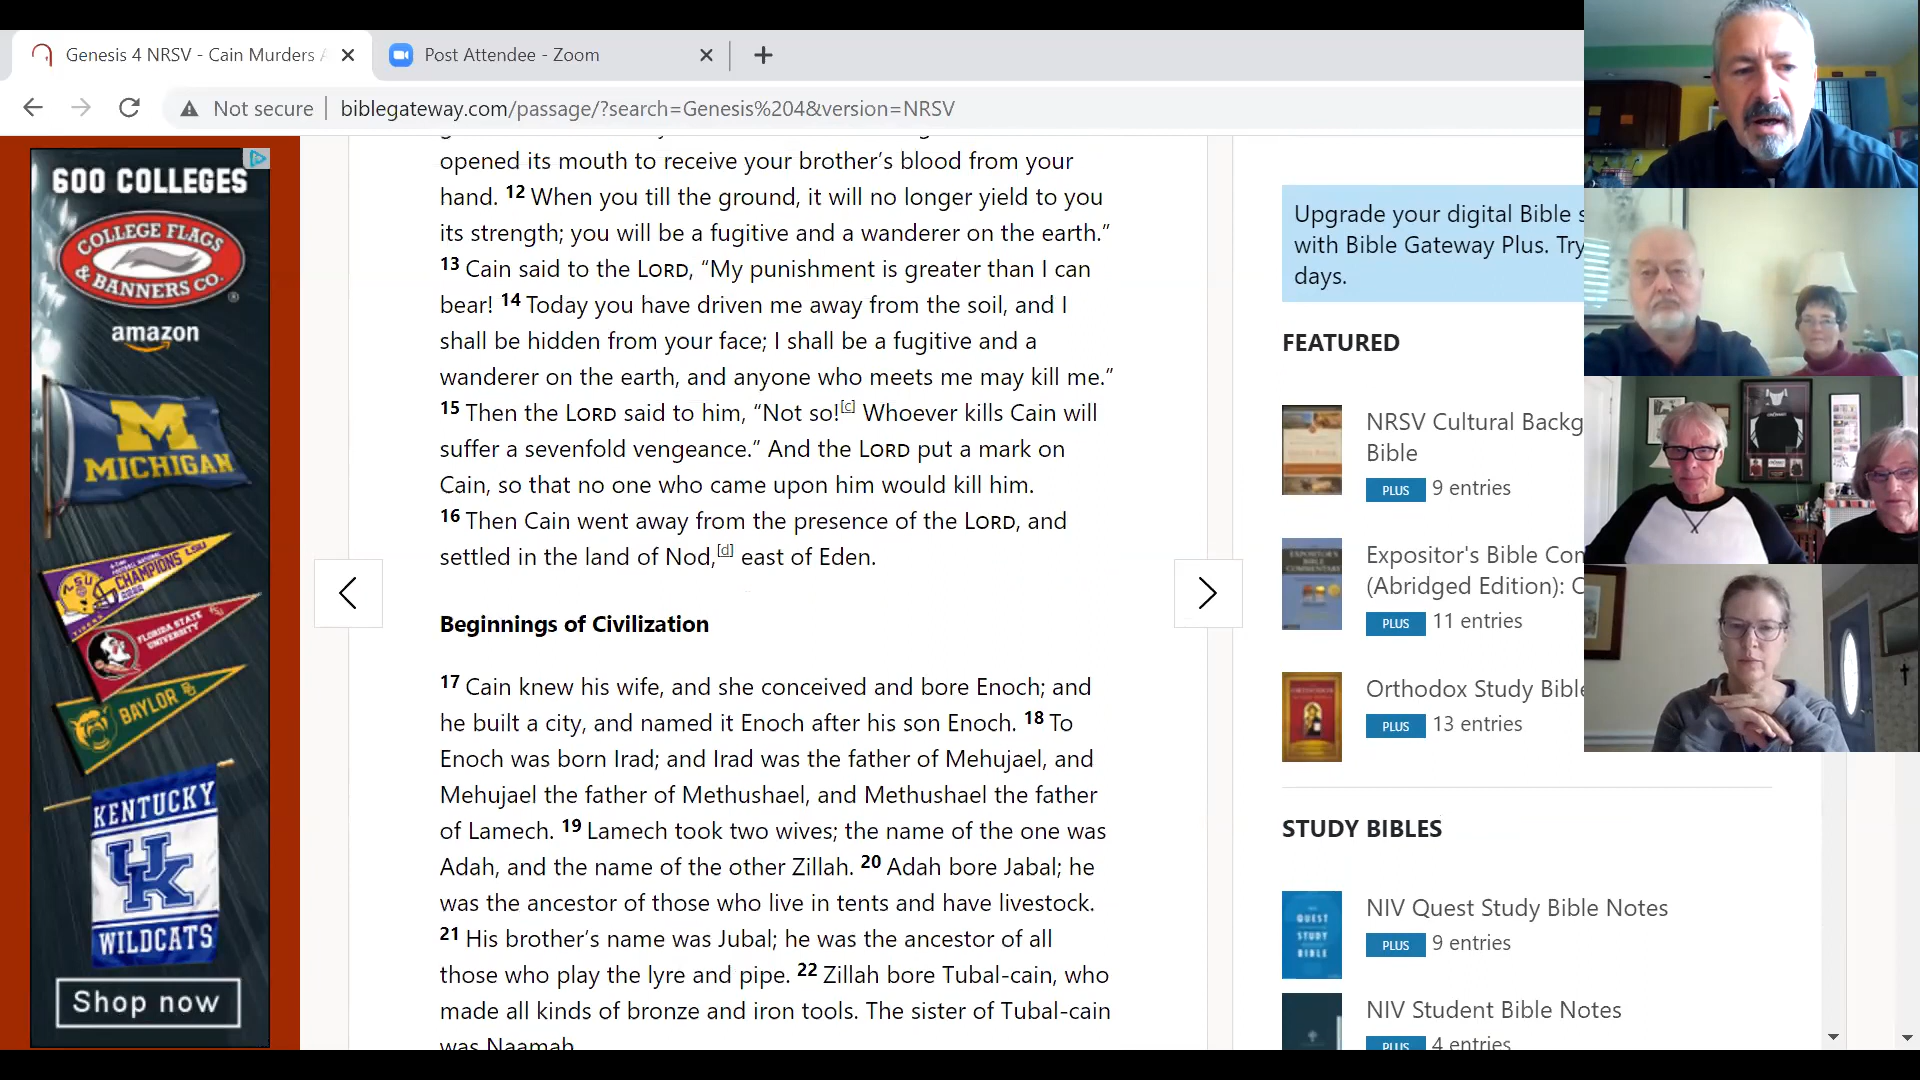 Genesis 4 NRSV - Cain Murders A
Post Attendee - Zoom
Not secure
biblegateway.com/passage/?search=Genesis%204&version=NRSV
600 COLLEGES
COLLEGE FLAGS
& BANNERS CO.
amazon
M
MICHIGAN
LSU
CHAMPIONS
TIGERS
FLORIDA STATE
UNIVERSITY
BAYLOR
KENTUCKY
UK
WILDCATS
Shop now
opened its mouth to receive your brother’s blood from your
hand. 12 When you till the ground, it will no longer yield to you
its strength; you will be a fugitive and a wanderer on the earth.”
13 Cain said to the LORD, “My punishment is greater than I can
bear! 14 Today you have driven me away from the soil, and I
shall be hidden from your face; I shall be a fugitive and a
wanderer on the earth, and anyone who meets me may kill me.”
15 Then the LORD said to him, “Not so![c] Whoever kills Cain will
suffer a sevenfold vengeance.” And the LORD put a mark on
Cain, so that no one who came upon him would kill him.
16 Then Cain went away from the presence of the LORD, and
settled in the land of Nod,[d] east of Eden.
Beginnings of Civilization
17 Cain knew his wife, and she conceived and bore Enoch; and
he built a city, and named it Enoch after his son Enoch. 18 To
Enoch was born Irad; and Irad was the father of Mehujael, and
Mehujael the father of Methushael, and Methushael the father
of Lamech. 19 Lamech took two wives; the name of the one was
Adah, and the name of the other Zillah. 20 Adah bore Jabal; he
was the ancestor of those who live in tents and have livestock.
21 His brother’s name was Jubal; he was the ancestor of all
those who play the lyre and pipe. 22 Zillah bore Tubal-cain, who
made all kinds of bronze and iron tools. The sister of Tubal-cain
was Naamah.
Upgrade your digital Bible s
with Bible Gateway Plus. Try
days.
FEATURED
NRSV Cultural Backg
Bible
PLUS 9 entries
Expositor's Bible Con
(Abridged Edition): C
PLUS 11 entries
Orthodox Study Bible
PLUS 13 entries
STUDY BIBLES
QUEST
STUDY
BIBLE
NIV Quest Study Bible Notes
PLUS 9 entries
NIV Student Bible Notes
PLUS 4 entries